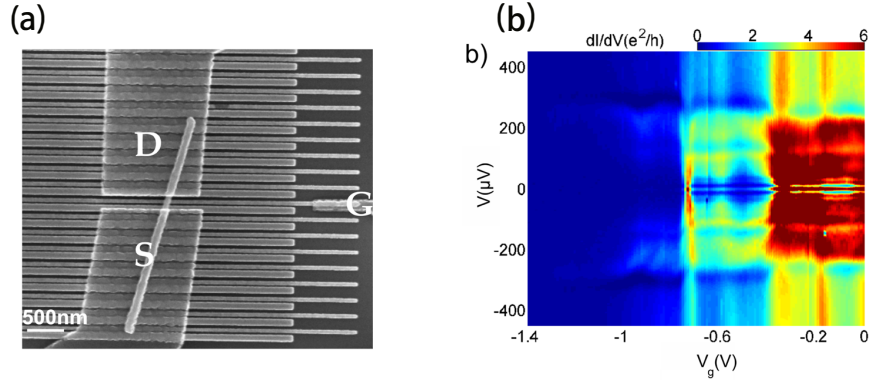 (a)
D
S
G
500nm
(b)
b)
dI/dV(e²/h)
0 2 4 6
V(μV)
400
200
0
-200
-400
-1.4 -1 -0.6 -0.2 0
V_g(V)